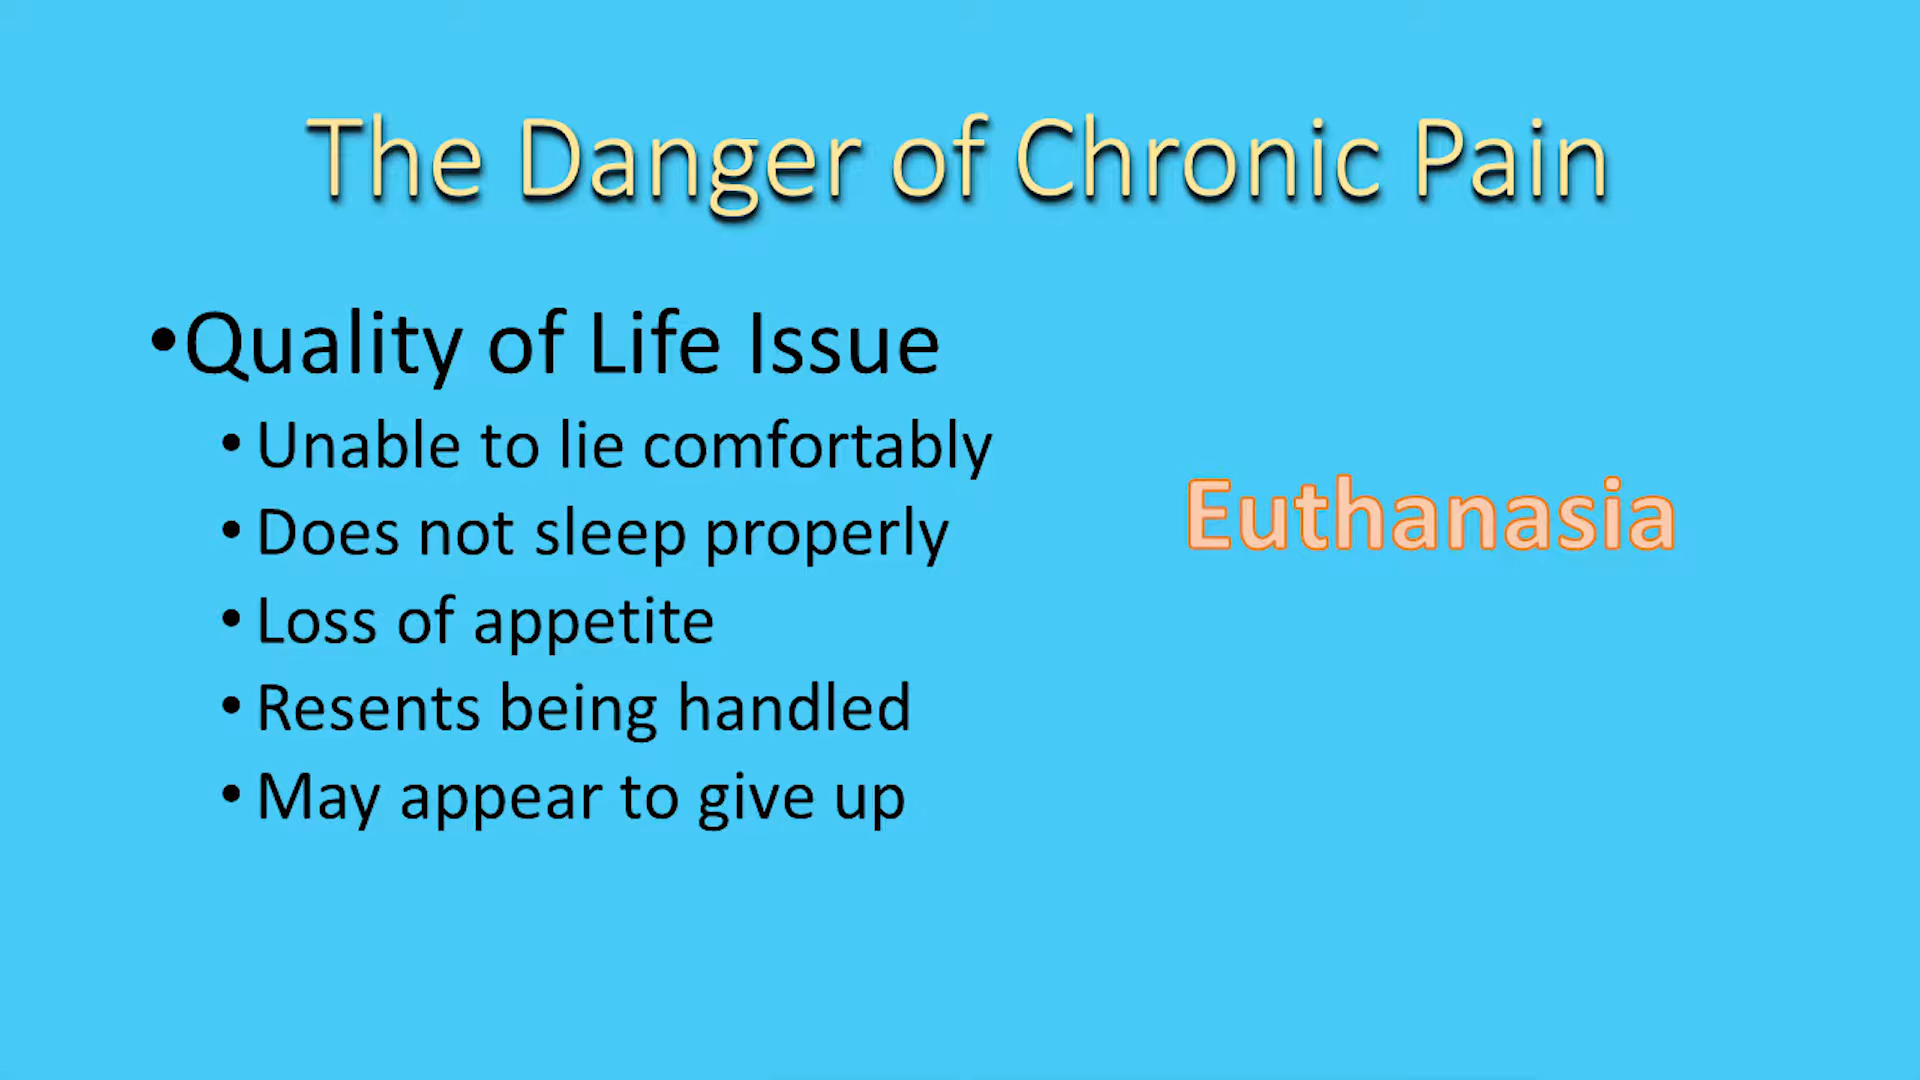 The Danger of Chronic Pain
•Quality of Life Issue
• Unable to lie comfortably
• Does not sleep properly
• Loss of appetite
• Resents being handled
• May appear to give up
Euthanasia